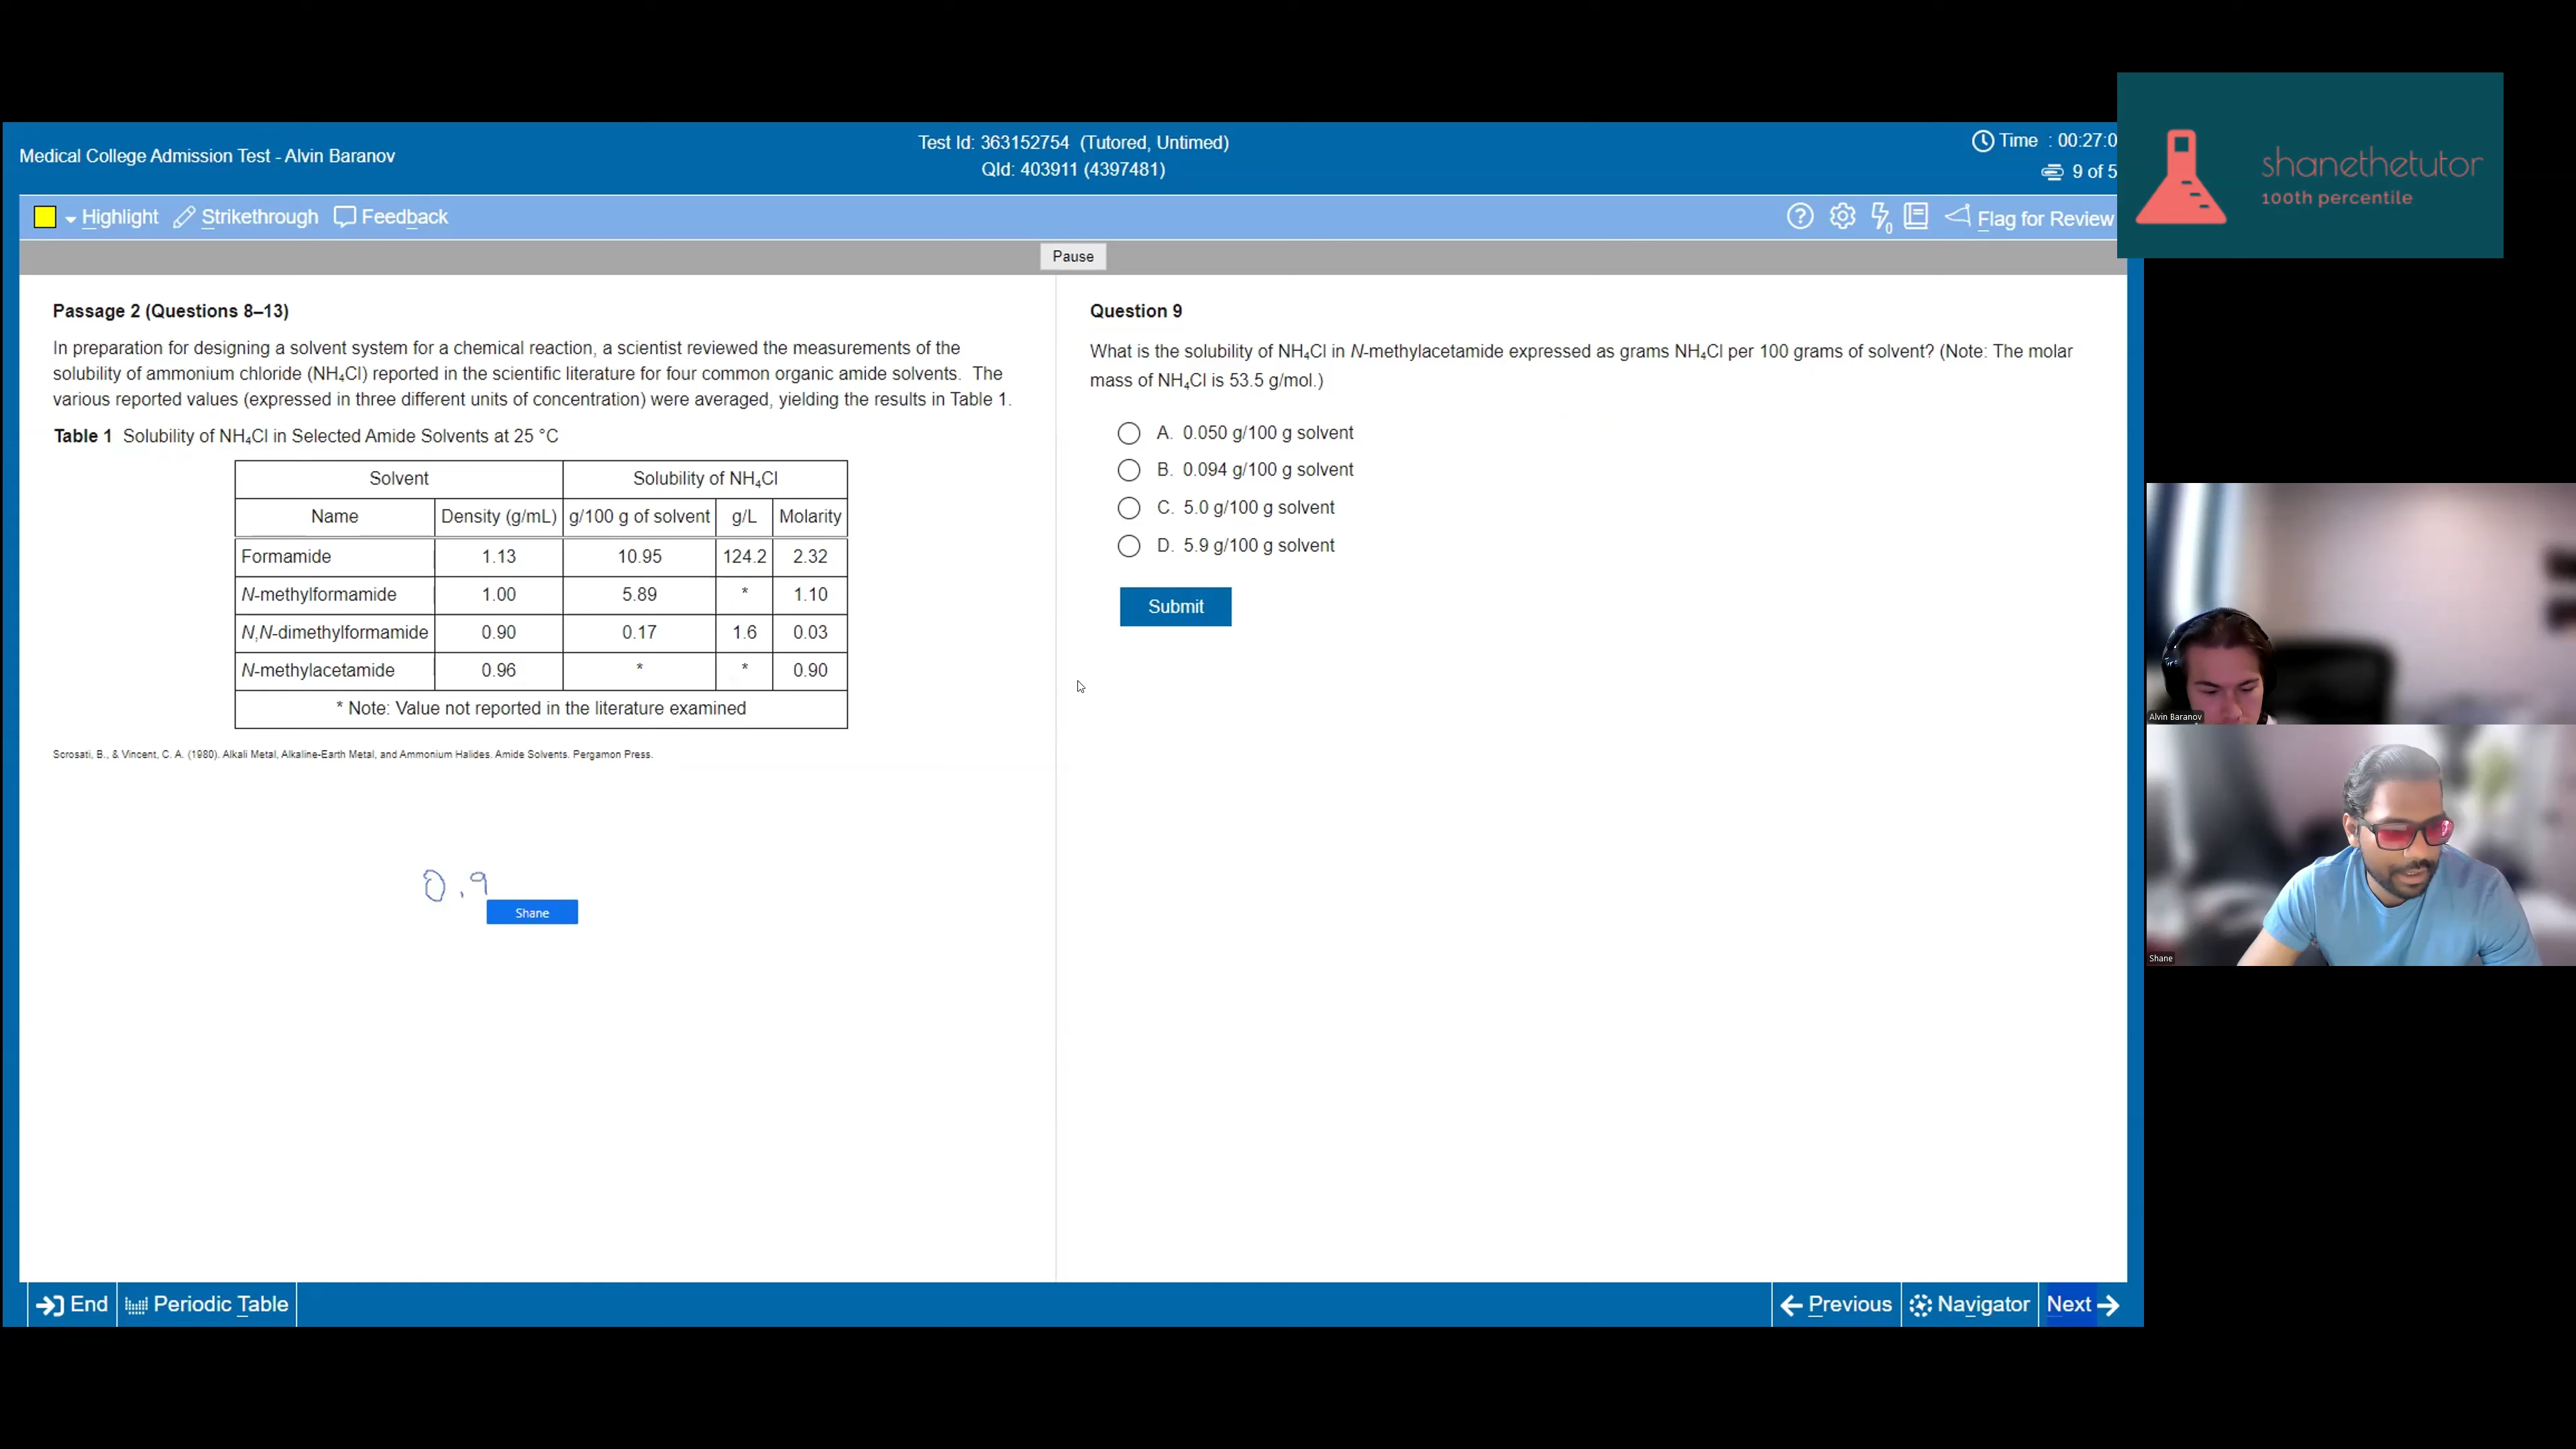 shanethetutor
100th percentile
Medical College Admission Test - Alvin Baranov
Test Id: 363152754 (Tutored, Untimed)
QId: 403911 (4397481)
Time : 00:27:0
9 of 5
Highlight Strikethrough Feedback
0
Flag for Review
Pause
Passage 2 (Questions 8–13)
In preparation for designing a solvent system for a chemical reaction, a scientist reviewed the measurements of the
solubility of ammonium chloride (NH₄Cl) reported in the scientific literature for four common organic amide solvents. The
various reported values (expressed in three different units of concentration) were averaged, yielding the results in Table 1.
Table 1 Solubility of NH₄Cl in Selected Amide Solvents at 25 °C
Solvent Solubility of NH₄Cl
Name Density (g/mL) g/100 g of solvent g/L Molarity
Formamide 1.13 10.95 124.2 2.32
N-methylformamide 1.00 5.89 * 1.10
N,N-dimethylformamide 0.90 0.17 1.6 0.03
N-methylacetamide 0.96 * * 0.90
* Note: Value not reported in the literature examined
Scrosati, B., & Vincent, C. A. (1980). Alkali Metal, Alkaline-Earth Metal, and Ammonium Halides. Amide Solvents. Pergamon Press.
0.9
Shane
Question 9
What is the solubility of NH₄Cl in N-methylacetamide expressed as grams NH₄Cl per 100 grams of solvent? (Note: The molar
mass of NH₄Cl is 53.5 g/mol.)
A. 0.050 g/100 g solvent
B. 0.094 g/100 g solvent
C. 5.0 g/100 g solvent
D. 5.9 g/100 g solvent
Submit
Alvin Baranov
Shane
End Periodic Table
Previous Navigator Next